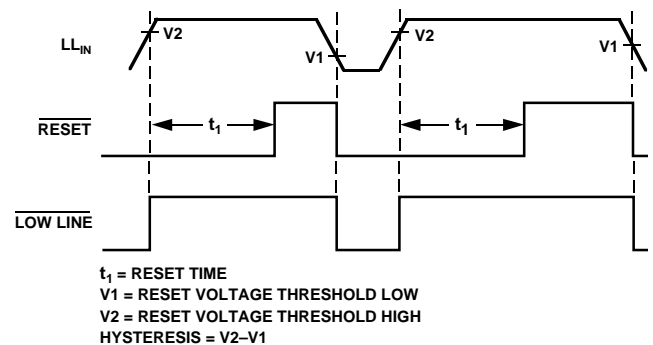 LL_IN V2 V1 V2 V1
RESET t₁ t₁
LOW LINE
t₁ = RESET TIME
V1 = RESET VOLTAGE THRESHOLD LOW
V2 = RESET VOLTAGE THRESHOLD HIGH
HYSTERESIS = V2–V1